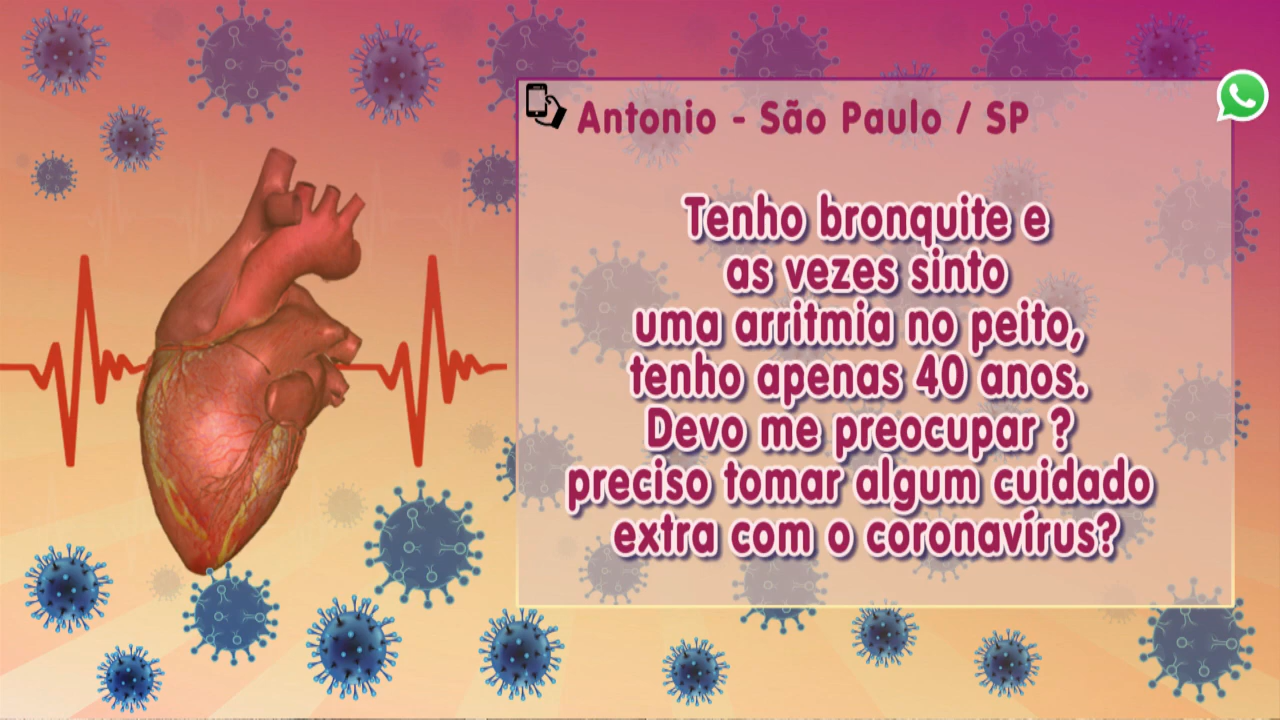 Antonio - São Paulo / SP
Tenho bronquite e
as vezes sinto
uma arritmia no peito,
tenho apenas 40 anos.
Devo me preocupar ?
preciso tomar algum cuidado
extra com o coronavírus?